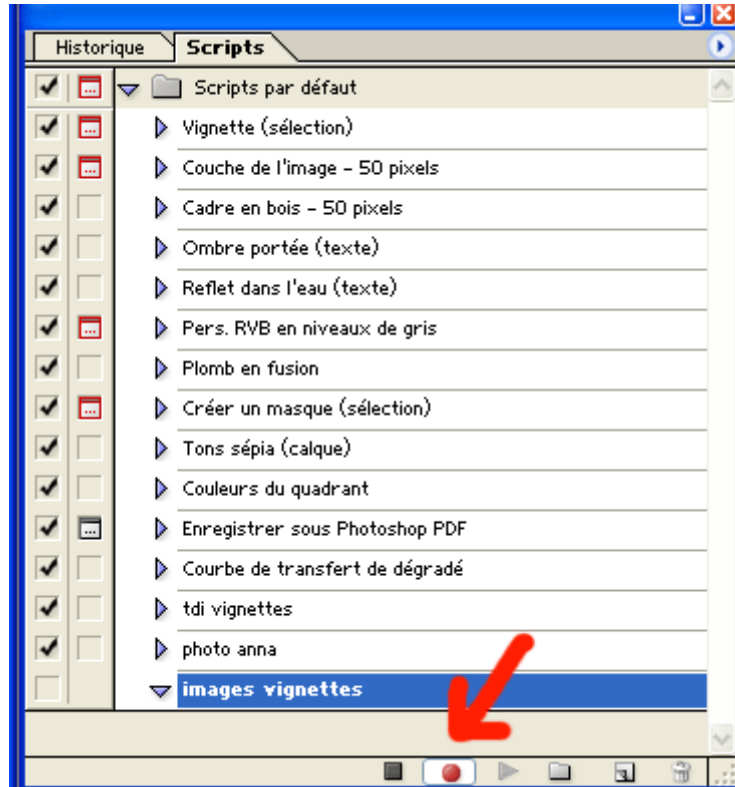 Historique Scripts
Scripts par défaut
Vignette (sélection)
Couche de l'image - 50 pixels
Cadre en bois - 50 pixels
Ombre portée (texte)
Reflet dans l'eau (texte)
Pers. RVB en niveaux de gris
Plomb en fusion
Créer un masque (sélection)
Tons sépia (calque)
Couleurs du quadrant
Enregistrer sous Photoshop PDF
Courbe de transfert de dégradé
tdi vignettes
photo anna
images vignettes